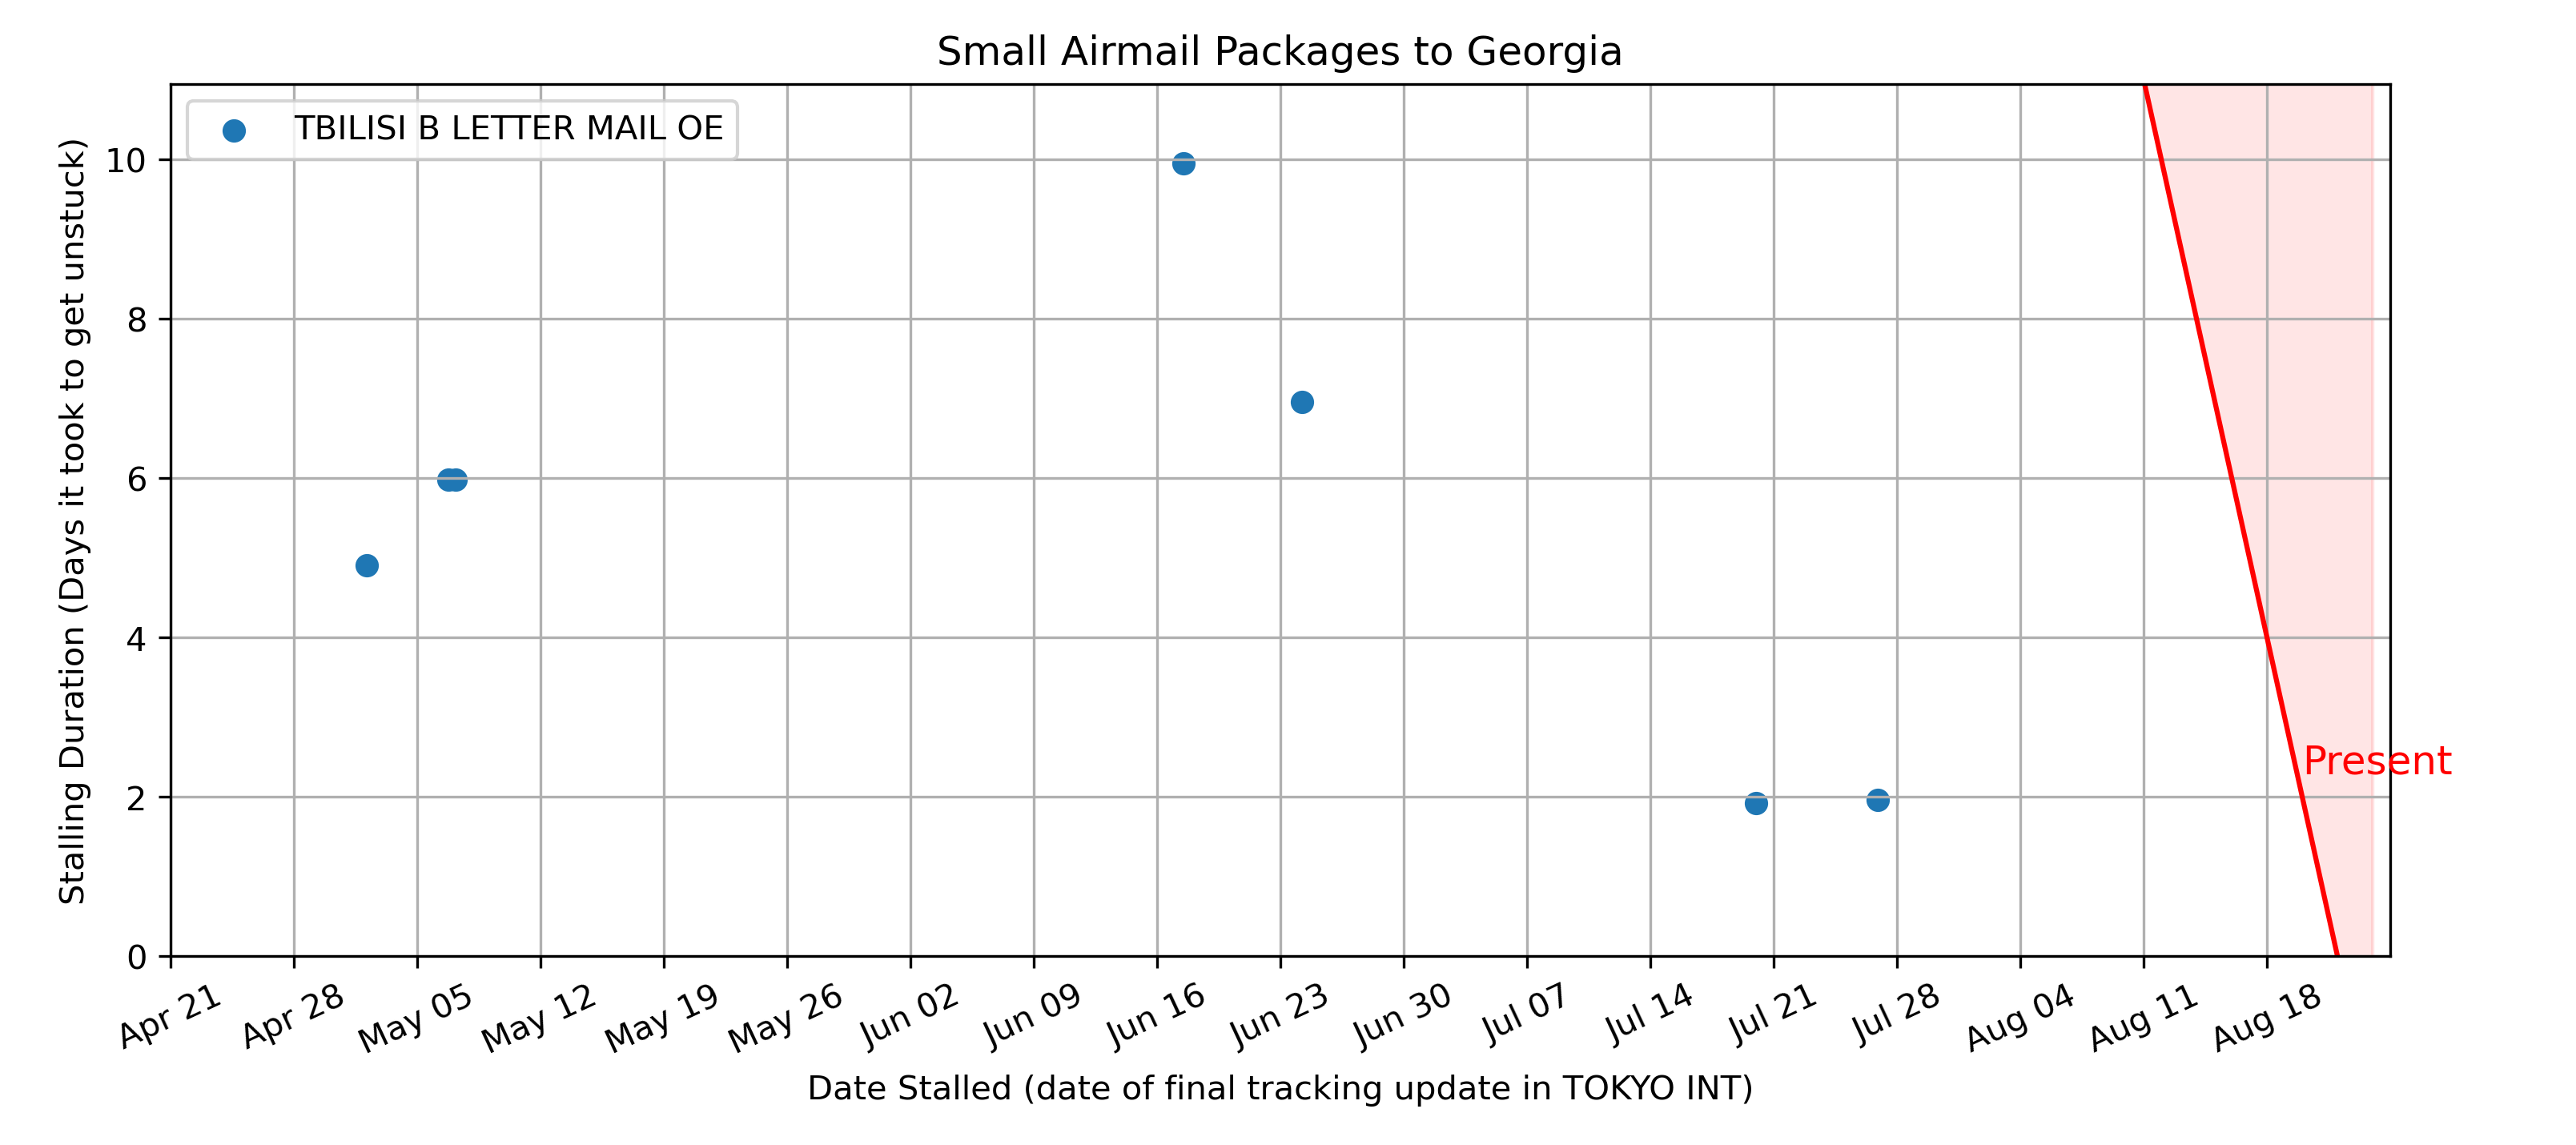 Small Airmail Packages to Georgia
TBILISI B LETTER MAIL OE
Stalling Duration (Days it took to get unstuck)
10
8
6
4
2
0
Present
Apr 21
Apr 28
May 05
May 12
May 19
May 26
Jun 02
Jun 09
Jun 16
Jun 23
Jun 30
Jul 07
Jul 14
Jul 21
Jul 28
Aug 04
Aug 11
Aug 18
Date Stalled (date of final tracking update in TOKYO INT)